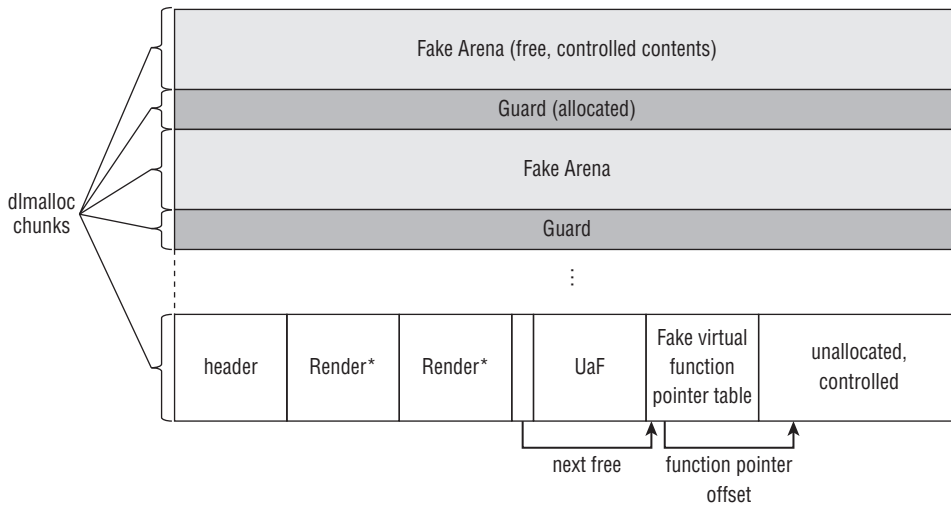 Fake Arena (free, controlled contents)
Guard (allocated)
Fake Arena
dlmalloc
chunks
Guard
⋮
header
Render*
Render*
UaF
Fake virtual
function
pointer table
unallocated,
controlled
next free
function pointer
offset